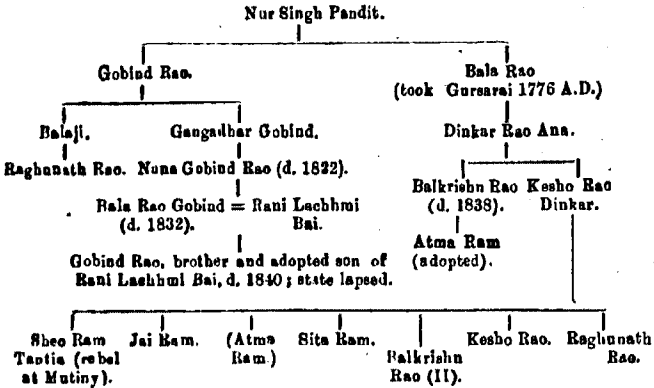 Nur Singh Pandit.
Gobind Rao.
Bala Rao
(took Gursarai 1776 A.D.)
Balaji.
Gangadhar Gobind.
Dinkar Rao Ana.
Raghunath Rao.
Nana Gobind Rao (d. 1822).
Balkrishn Rao
(d. 1838).
Kesho Rao
Dinkar.
Bala Rao Gobind = Rani Lachhmi
(d. 1832). Bai.
Atma Ram
(adopted).
Gobind Rao, brother and adopted son of
Rani Lachhmi Bai, d. 1840; state lapsed.
Sheo Ram
Tantia (rebel
at Mutiny).
Jai Ram.
(Atma
Ram.)
Sita Ram.
Balkrishn
Rao (II).
Kesho Rao.
Raghunath
Rao.